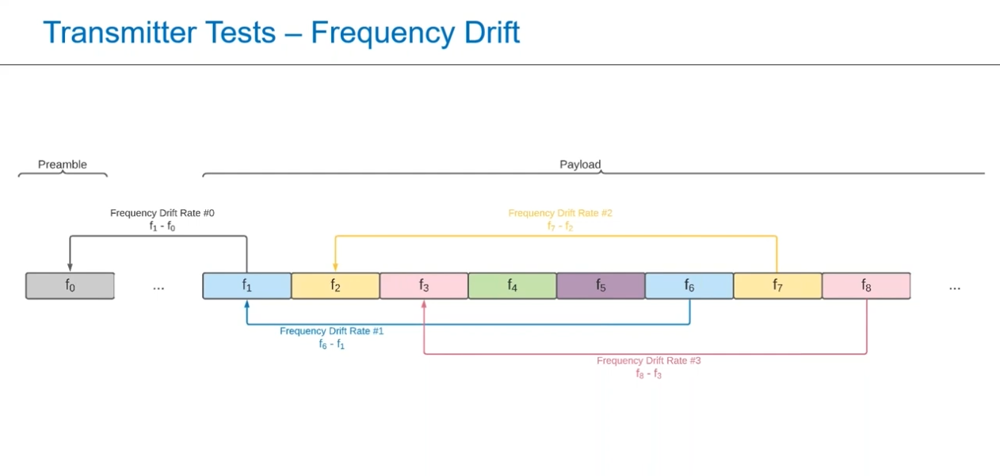 Transmitter Tests – Frequency Drift
Preamble
Payload
Frequency Drift Rate #0
f₁ - f₀
Frequency Drift Rate #2
f₇ - f₂
f₀
...
f₁
f₂
f₃
f₄
f₅
f₆
f₇
f₈
...
Frequency Drift Rate #1
f₆ - f₁
Frequency Drift Rate #3
f₈ - f₃